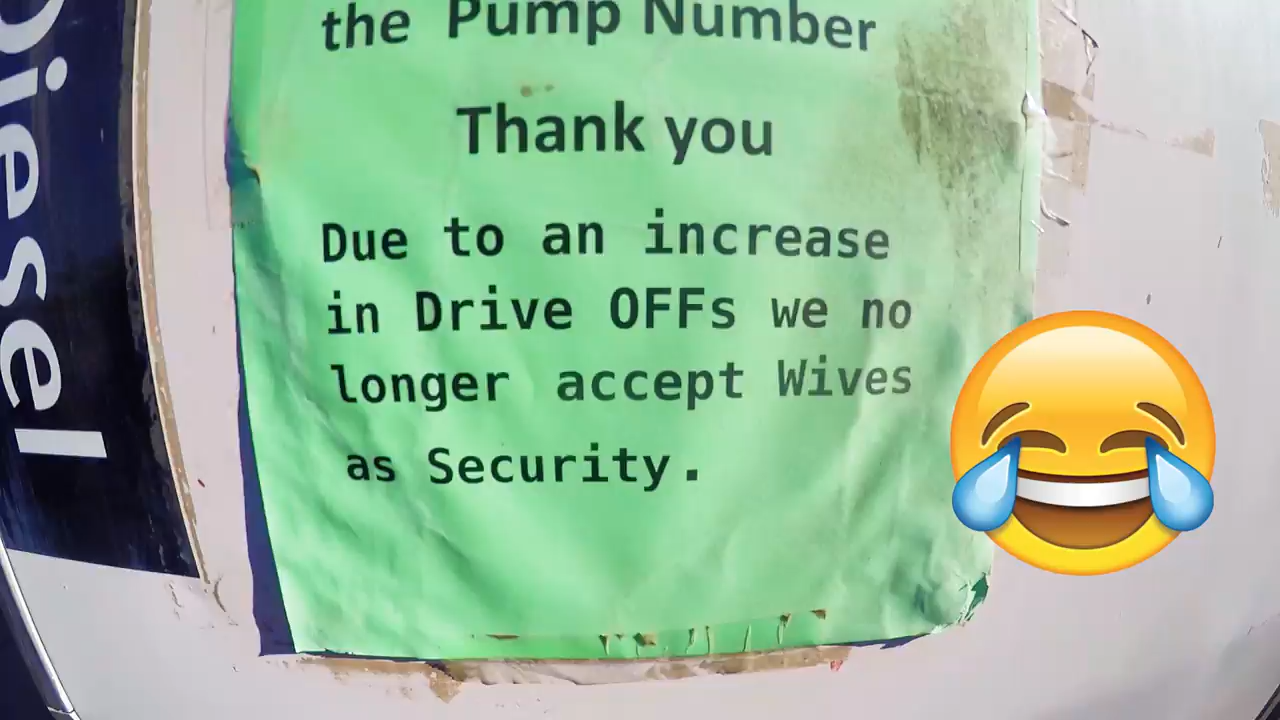 the Pump Number
Thank you
Due to an increase
in Drive OFFs we no
longer accept Wives
as Security.
Diesel